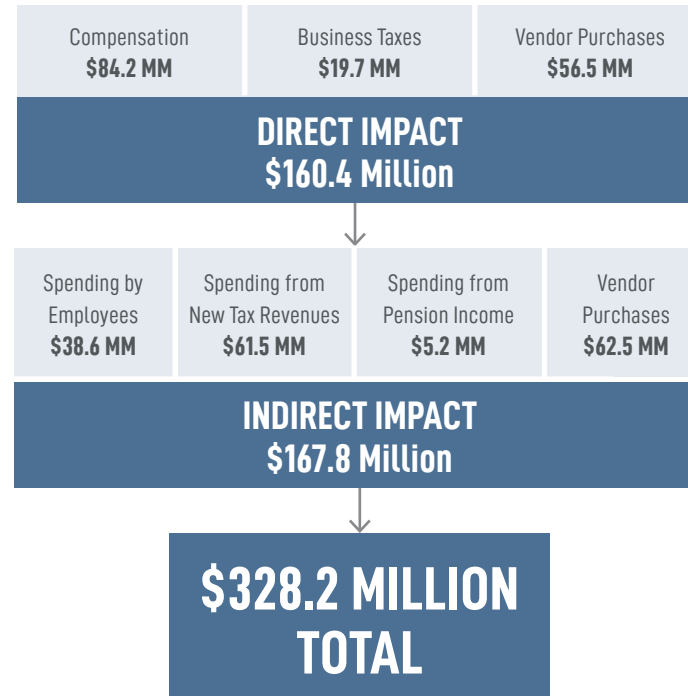 Compensation
$84.2 MM
Business Taxes
$19.7 MM
Vendor Purchases
$56.5 MM
DIRECT IMPACT
$160.4 Million
Spending by
Employees
$38.6 MM
Spending from
New Tax Revenues
$61.5 MM
Spending from
Pension Income
$5.2 MM
Vendor
Purchases
$62.5 MM
INDIRECT IMPACT
$167.8 Million
$328.2 MILLION
TOTAL